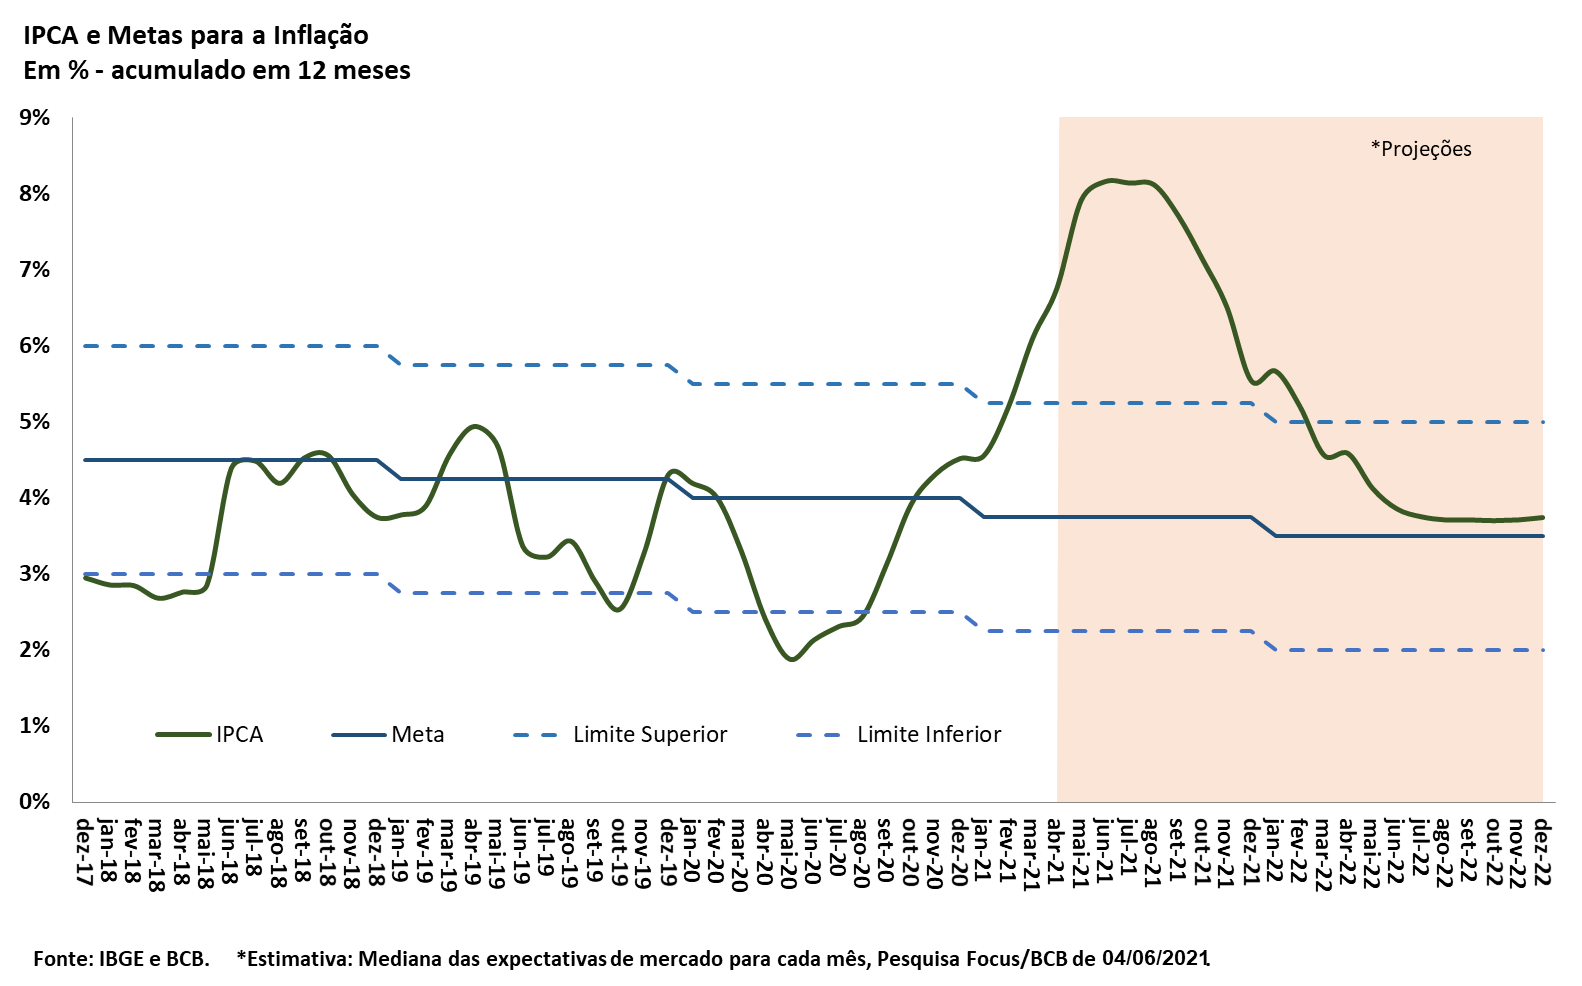 IPCA e Metas para a Inflação
Em % - acumulado em 12 meses
9%
8%
7%
6%
5%
4%
3%
2%
1%
0%
*Projeções
IPCA Meta Limite Superior Limite Inferior
dez-17 jan-18 fev-18 mar-18 abr-18 mai-18 jun-18 jul-18 ago-18 set-18 out-18 nov-18 dez-18 jan-19 fev-19 mar-19 abr-19 mai-19 jun-19 jul-19 ago-19 set-19 out-19 nov-19 dez-19 jan-20 fev-20 mar-20 abr-20 mai-20 jun-20 jul-20 ago-20 set-20 out-20 nov-20 dez-20 jan-21 fev-21 mar-21 abr-21 mai-21 jun-21 jul-21 ago-21 set-21 out-21 nov-21 dez-21 jan-22 fev-22 mar-22 abr-22 mai-22 jun-22 jul-22 ago-22 set-22 out-22 nov-22 dez-22
Fonte: IBGE e BCB. *Estimativa: Mediana das expectativas de mercado para cada mês, Pesquisa Focus/BCB de 04/06/2021.